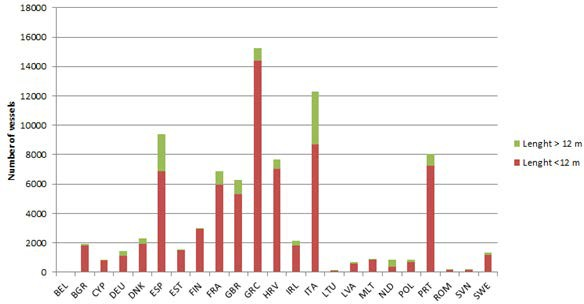 18000
16000
14000
12000
10000
8000
6000
4000
2000
0
Number of vessels
BEL BGR CYP DEU DNK ESP EST FIN FRA GBR GRC HRV IRL ITA LTU LVA MLT NLD POL PRT ROM SVN SWE
Lenght > 12 m
Lenght <12 m